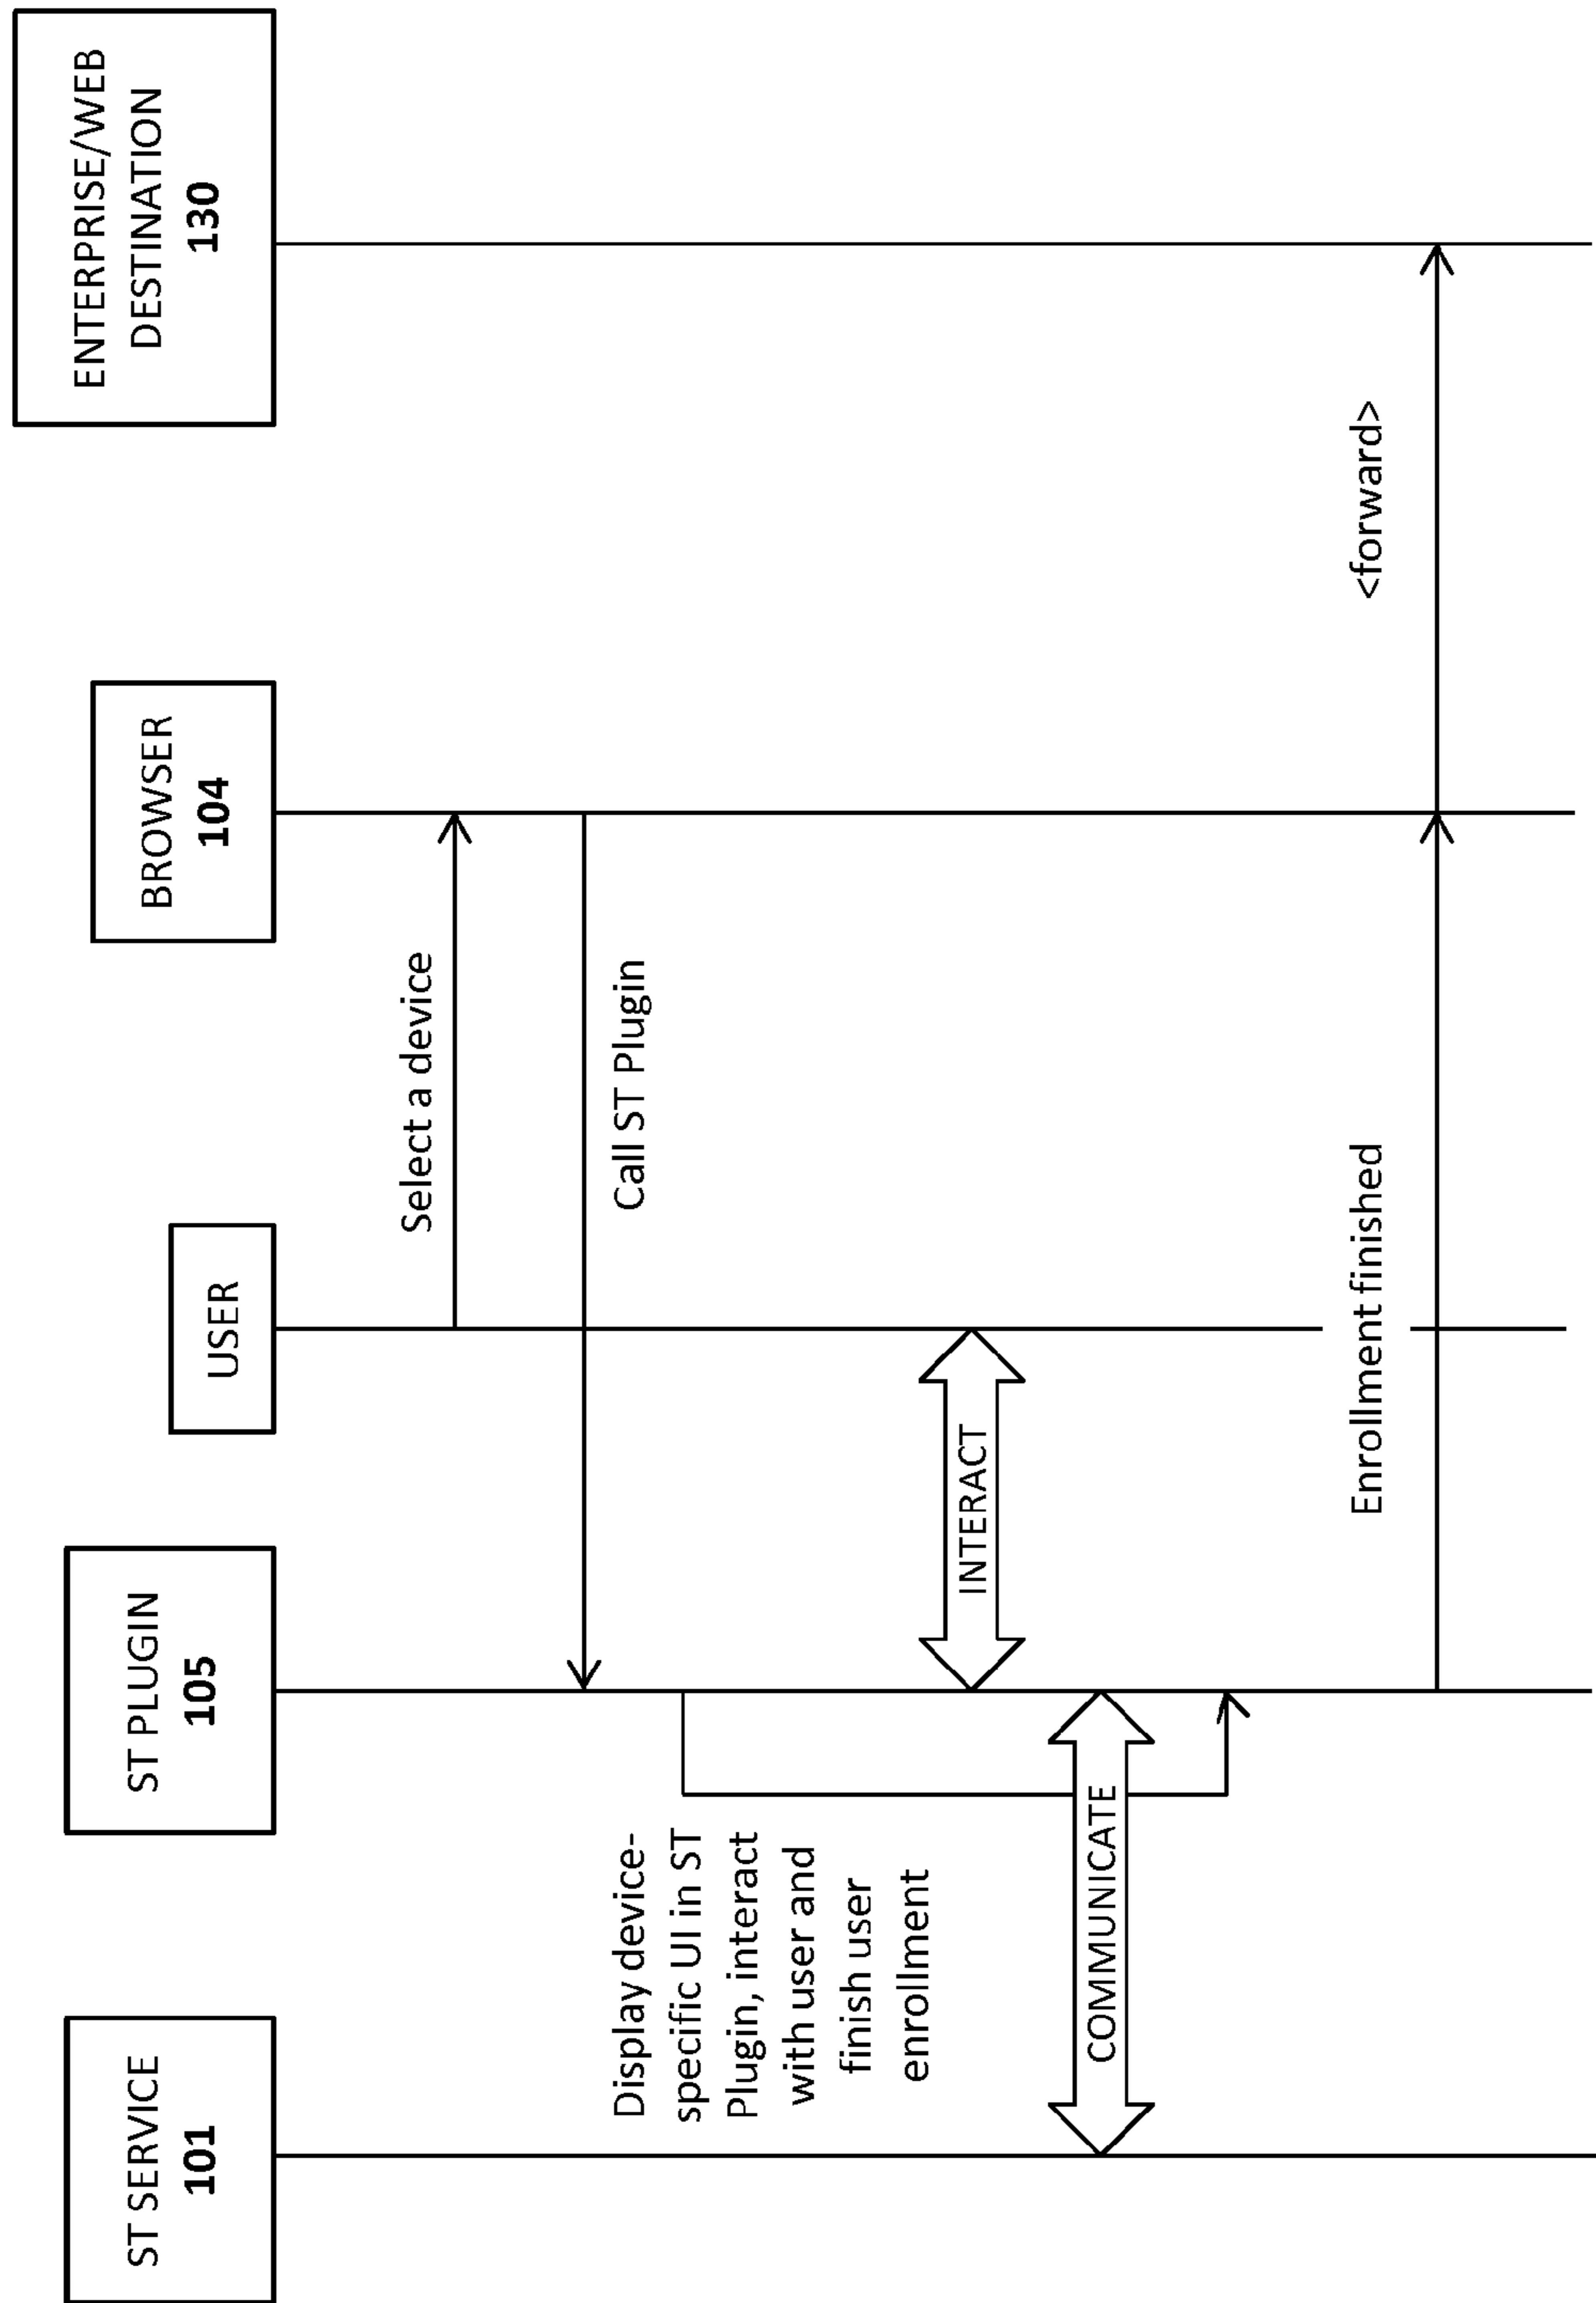 ST SERVICE
101
ST PLUGIN
105
USER
BROWSER
104
ENTERPRISE/WEB
DESTINATION
130
Select a device
Call ST Plugin
Display device-
specific UI in ST
Plugin, interact
with user and
finish user
enrollment
INTERACT
COMMUNICATE
Enrollment finished
<forward>